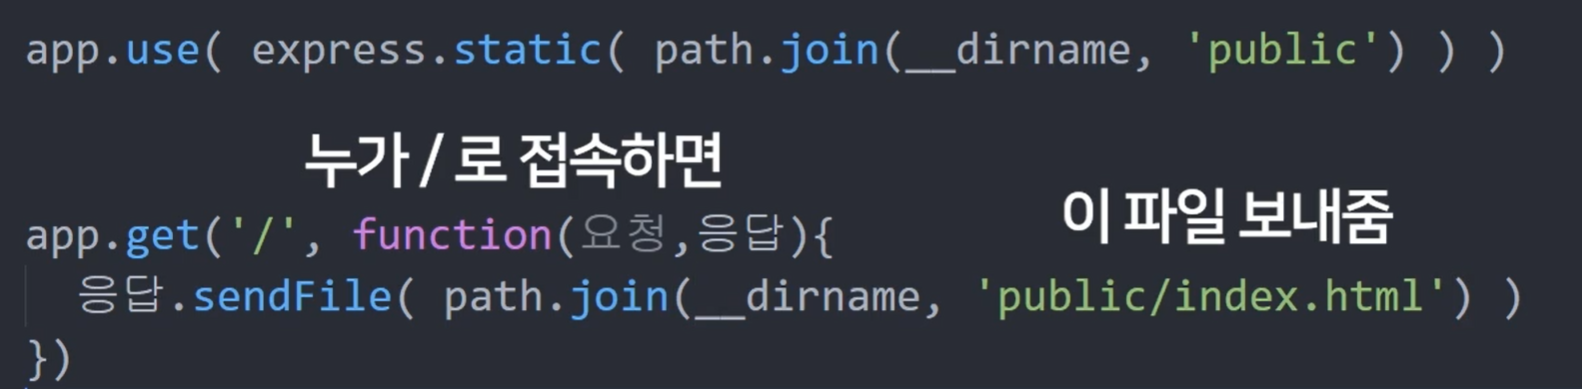 app.use( express.static( path.join(__dirname, 'public') ) )
누가 / 로 접속하면
이 파일 보내줌
app.get('/', function(요청,응답){
응답.sendFile( path.join(__dirname, 'public/index.html') )
})